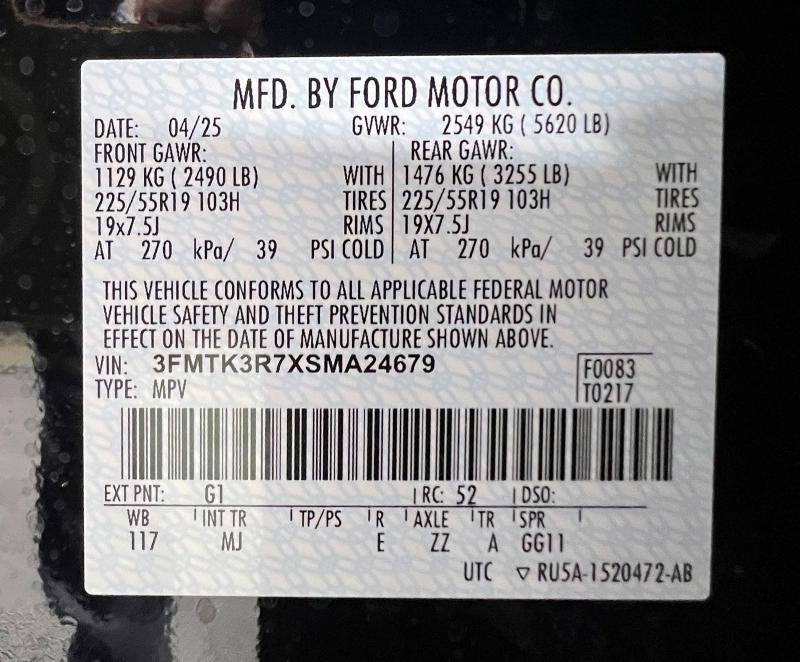 MFD. BY FORD MOTOR CO.
DATE: 04/25 GVWR: 2549 KG ( 5620 LB)
FRONT GAWR: REAR GAWR:
1129 KG ( 2490 LB) WITH 1476 KG ( 3255 LB) WITH
225/55R19 103H TIRES 225/55R19 103H TIRES
19x7.5J RIMS 19X7.5J RIMS
AT 270 kPa/ 39 PSI COLD AT 270 kPa/ 39 PSI COLD
THIS VEHICLE CONFORMS TO ALL APPLICABLE FEDERAL MOTOR
VEHICLE SAFETY AND THEFT PREVENTION STANDARDS IN
EFFECT ON THE DATE OF MANUFACTURE SHOWN ABOVE.
VIN: 3FMTK3R7XSMA24679 F0083
TYPE: MPV T0217
EXT PNT: G1 RC: 52 DSO:
WB INT TR TP/PS R AXLE TR SPR
117 MJ E ZZ A GG11
UTC ▽ RU5A-1520472-AB